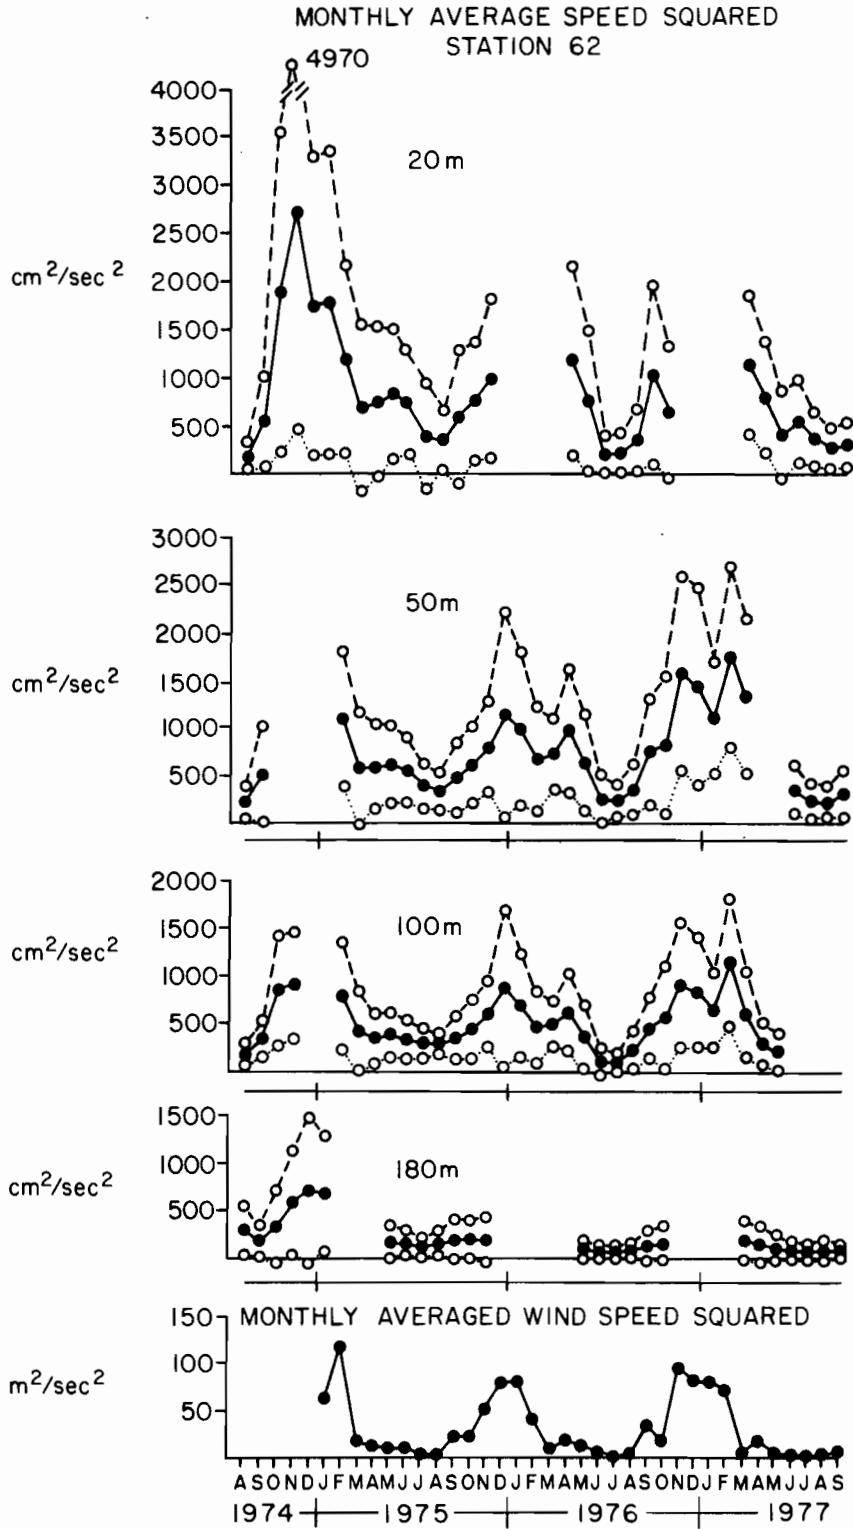 MONTHLY AVERAGE SPEED SQUARED
STATION 62
4970
4000
3500
20m
3000
2500
cm²/sec²
2000
1500
1000
500
3000
2500
50m
2000
cm²/sec²
1500
1000
500
2000
1500
100m
cm²/sec²
1000
500
1500
1000
180m
cm²/sec²
500
150
MONTHLY AVERAGED WIND SPEED SQUARED
100
m²/sec²
50
A S O N D J F M A M J J A S O N D J F M A M J J A S O N D J F M A M J J A S
1974 1975 1976 1977